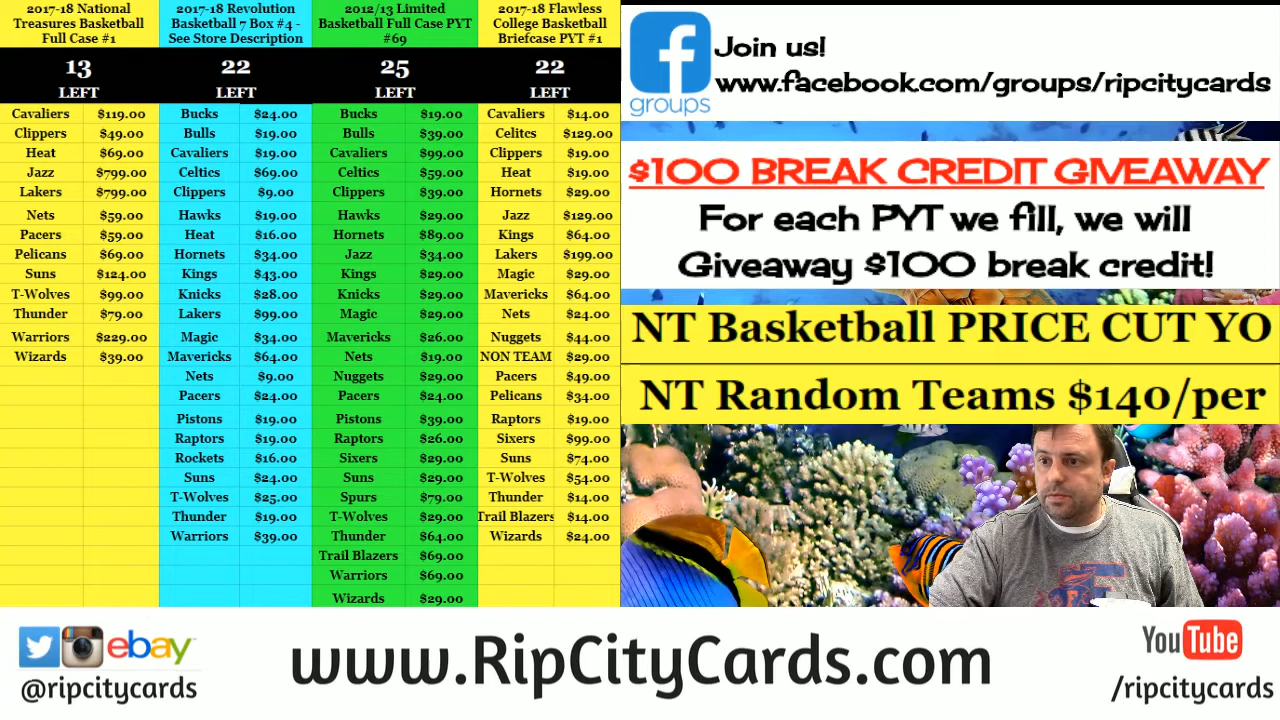 2017-18 National
Treasures Basketball
Full Case #1
13
LEFT
Cavaliers $119.00
Clippers $49.00
Heat $69.00
Jazz $799.00
Lakers $799.00
Nets $59.00
Pacers $59.00
Pelicans $69.00
Suns $124.00
T-Wolves $99.00
Thunder $79.00
Warriors $229.00
Wizards $39.00
2017-18 Revolution
Basketball 7 Box #4 -
See Store Description
22
LEFT
Bucks $24.00
Bulls $19.00
Cavaliers $19.00
Celtics $69.00
Clippers $9.00
Hawks $19.00
Heat $16.00
Hornets $34.00
Kings $43.00
Knicks $28.00
Lakers $99.00
Magic $34.00
Mavericks $64.00
Nets $9.00
Pacers $24.00
Pistons $19.00
Raptors $19.00
Rockets $16.00
Suns $24.00
T-Wolves $25.00
Thunder $19.00
Warriors $39.00
2012/13 Limited
Basketball Full Case PYT
#69
25
LEFT
Bucks $19.00
Bulls $39.00
Cavaliers $99.00
Celtics $59.00
Clippers $39.00
Hawks $29.00
Hornets $89.00
Jazz $34.00
Kings $29.00
Knicks $29.00
Magic $29.00
Mavericks $26.00
Nets $19.00
Nuggets $29.00
Pacers $24.00
Pistons $39.00
Raptors $26.00
Sixers $29.00
Suns $29.00
Spurs $79.00
T-Wolves $29.00
Thunder $64.00
Trail Blazers $69.00
Warriors $69.00
Wizards $29.00
2017-18 Flawless
College Basketball
Briefcase PYT #1
22
LEFT
Cavaliers $14.00
Celitcs $129.00
Clippers $19.00
Heat $19.00
Hornets $29.00
Jazz $129.00
Kings $64.00
Lakers $199.00
Magic $29.00
Mavericks $64.00
Nets $24.00
Nuggets $44.00
NON TEAM $29.00
Pacers $49.00
Pelicans $34.00
Raptors $19.00
Sixers $99.00
Suns $74.00
T-Wolves $54.00
Thunder $14.00
Trail Blazers $14.00
Wizards $24.00
f
groups
Join us!
www.facebook.com/groups/ripcitycards
$100 BREAK CREDIT GIVEAWAY
For each PYT we fill, we will
Giveaway $100 break credit!
NT Basketball PRICE CUT YO
NT Random Teams $140/per
ebay
@ripcitycards
www.RipCityCards.com
YouTube
/ripcitycards